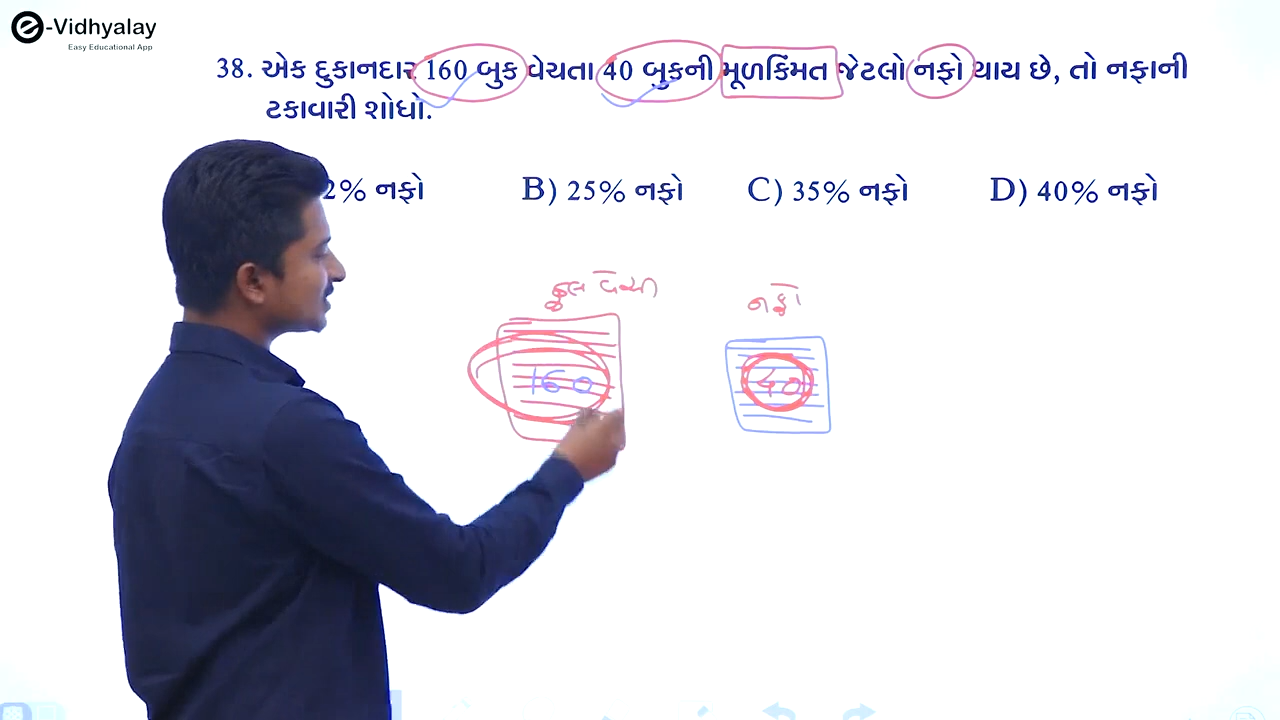 e-Vidhyalay
Easy Educational App
38. એક દુકાનદાર 160 બુક વેચતા 40 બુકની મૂળકિંમત જેટલો નફો થાય છે, તો નફાની
ટકાવારી શોધો.
2% નફો B) 25% નફો C) 35% નફો D) 40% નફો
કુલ નફો
160 40